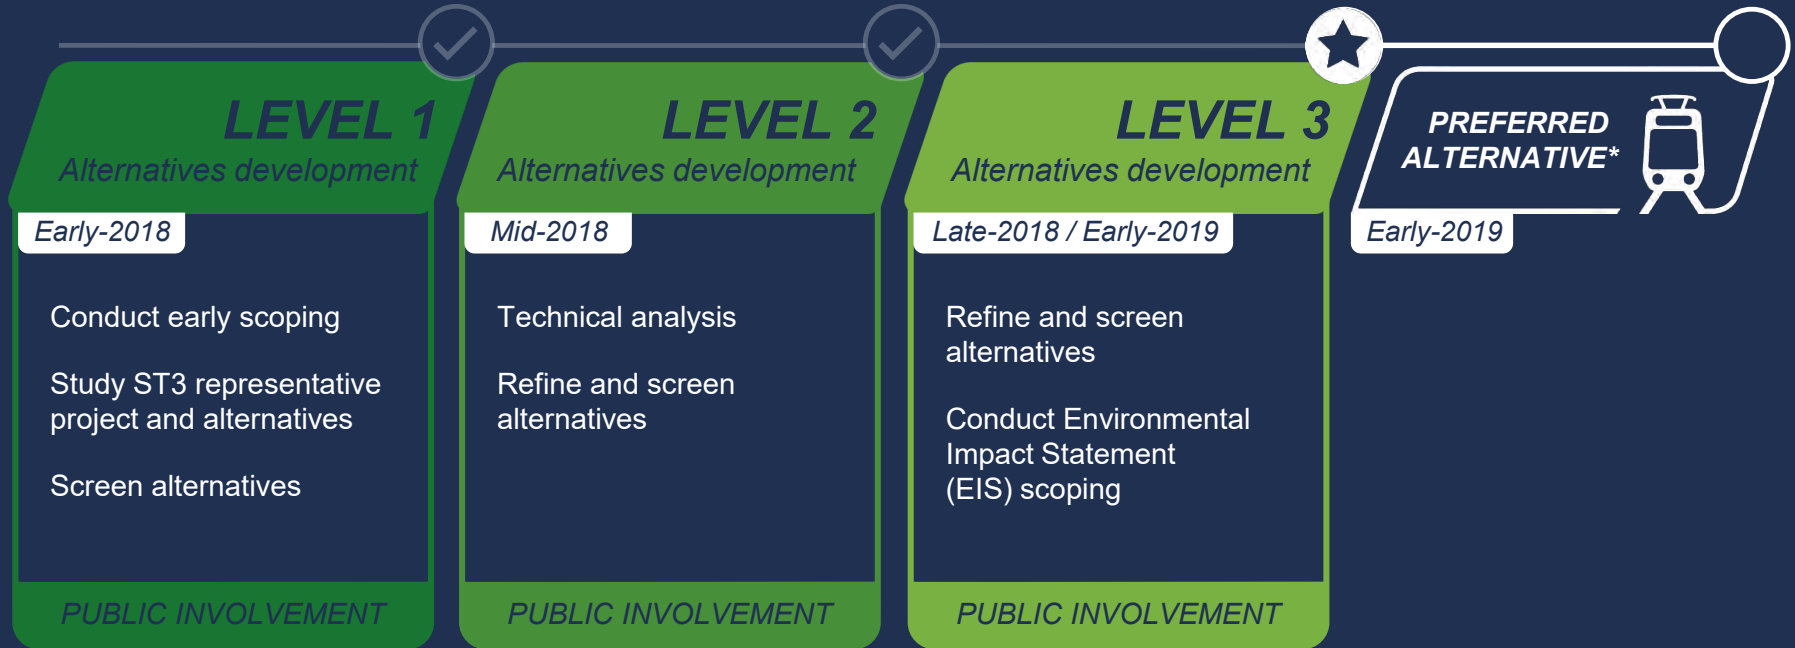 LEVEL 1
Alternatives development
Early-2018
Conduct early scoping
Study ST3 representative
project and alternatives
Screen alternatives
PUBLIC INVOLVEMENT
LEVEL 2
Alternatives development
Mid-2018
Technical analysis
Refine and screen
alternatives
PUBLIC INVOLVEMENT
LEVEL 3
Alternatives development
Late-2018 / Early-2019
Refine and screen
alternatives
Conduct Environmental
Impact Statement
(EIS) scoping
PUBLIC INVOLVEMENT
PREFERRED
ALTERNATIVE*
Early-2019